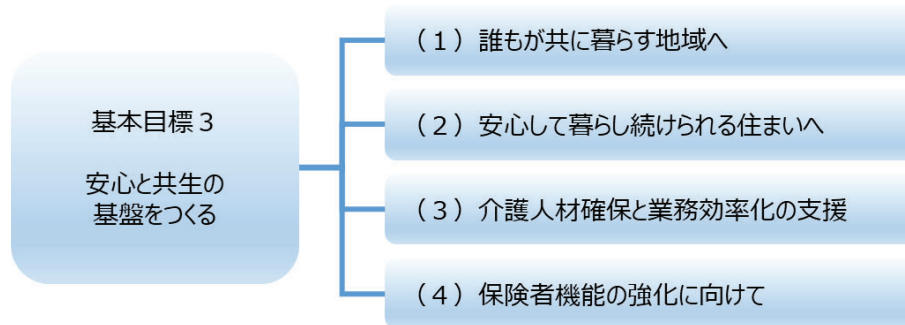 基本目標３
安心と共生の
基盤をつくる
（１）誰もが共に暮らす地域へ
（２）安心して暮らし続けられる住まいへ
（３）介護人材確保と業務効率化の支援
（４）保険者機能の強化に向けて